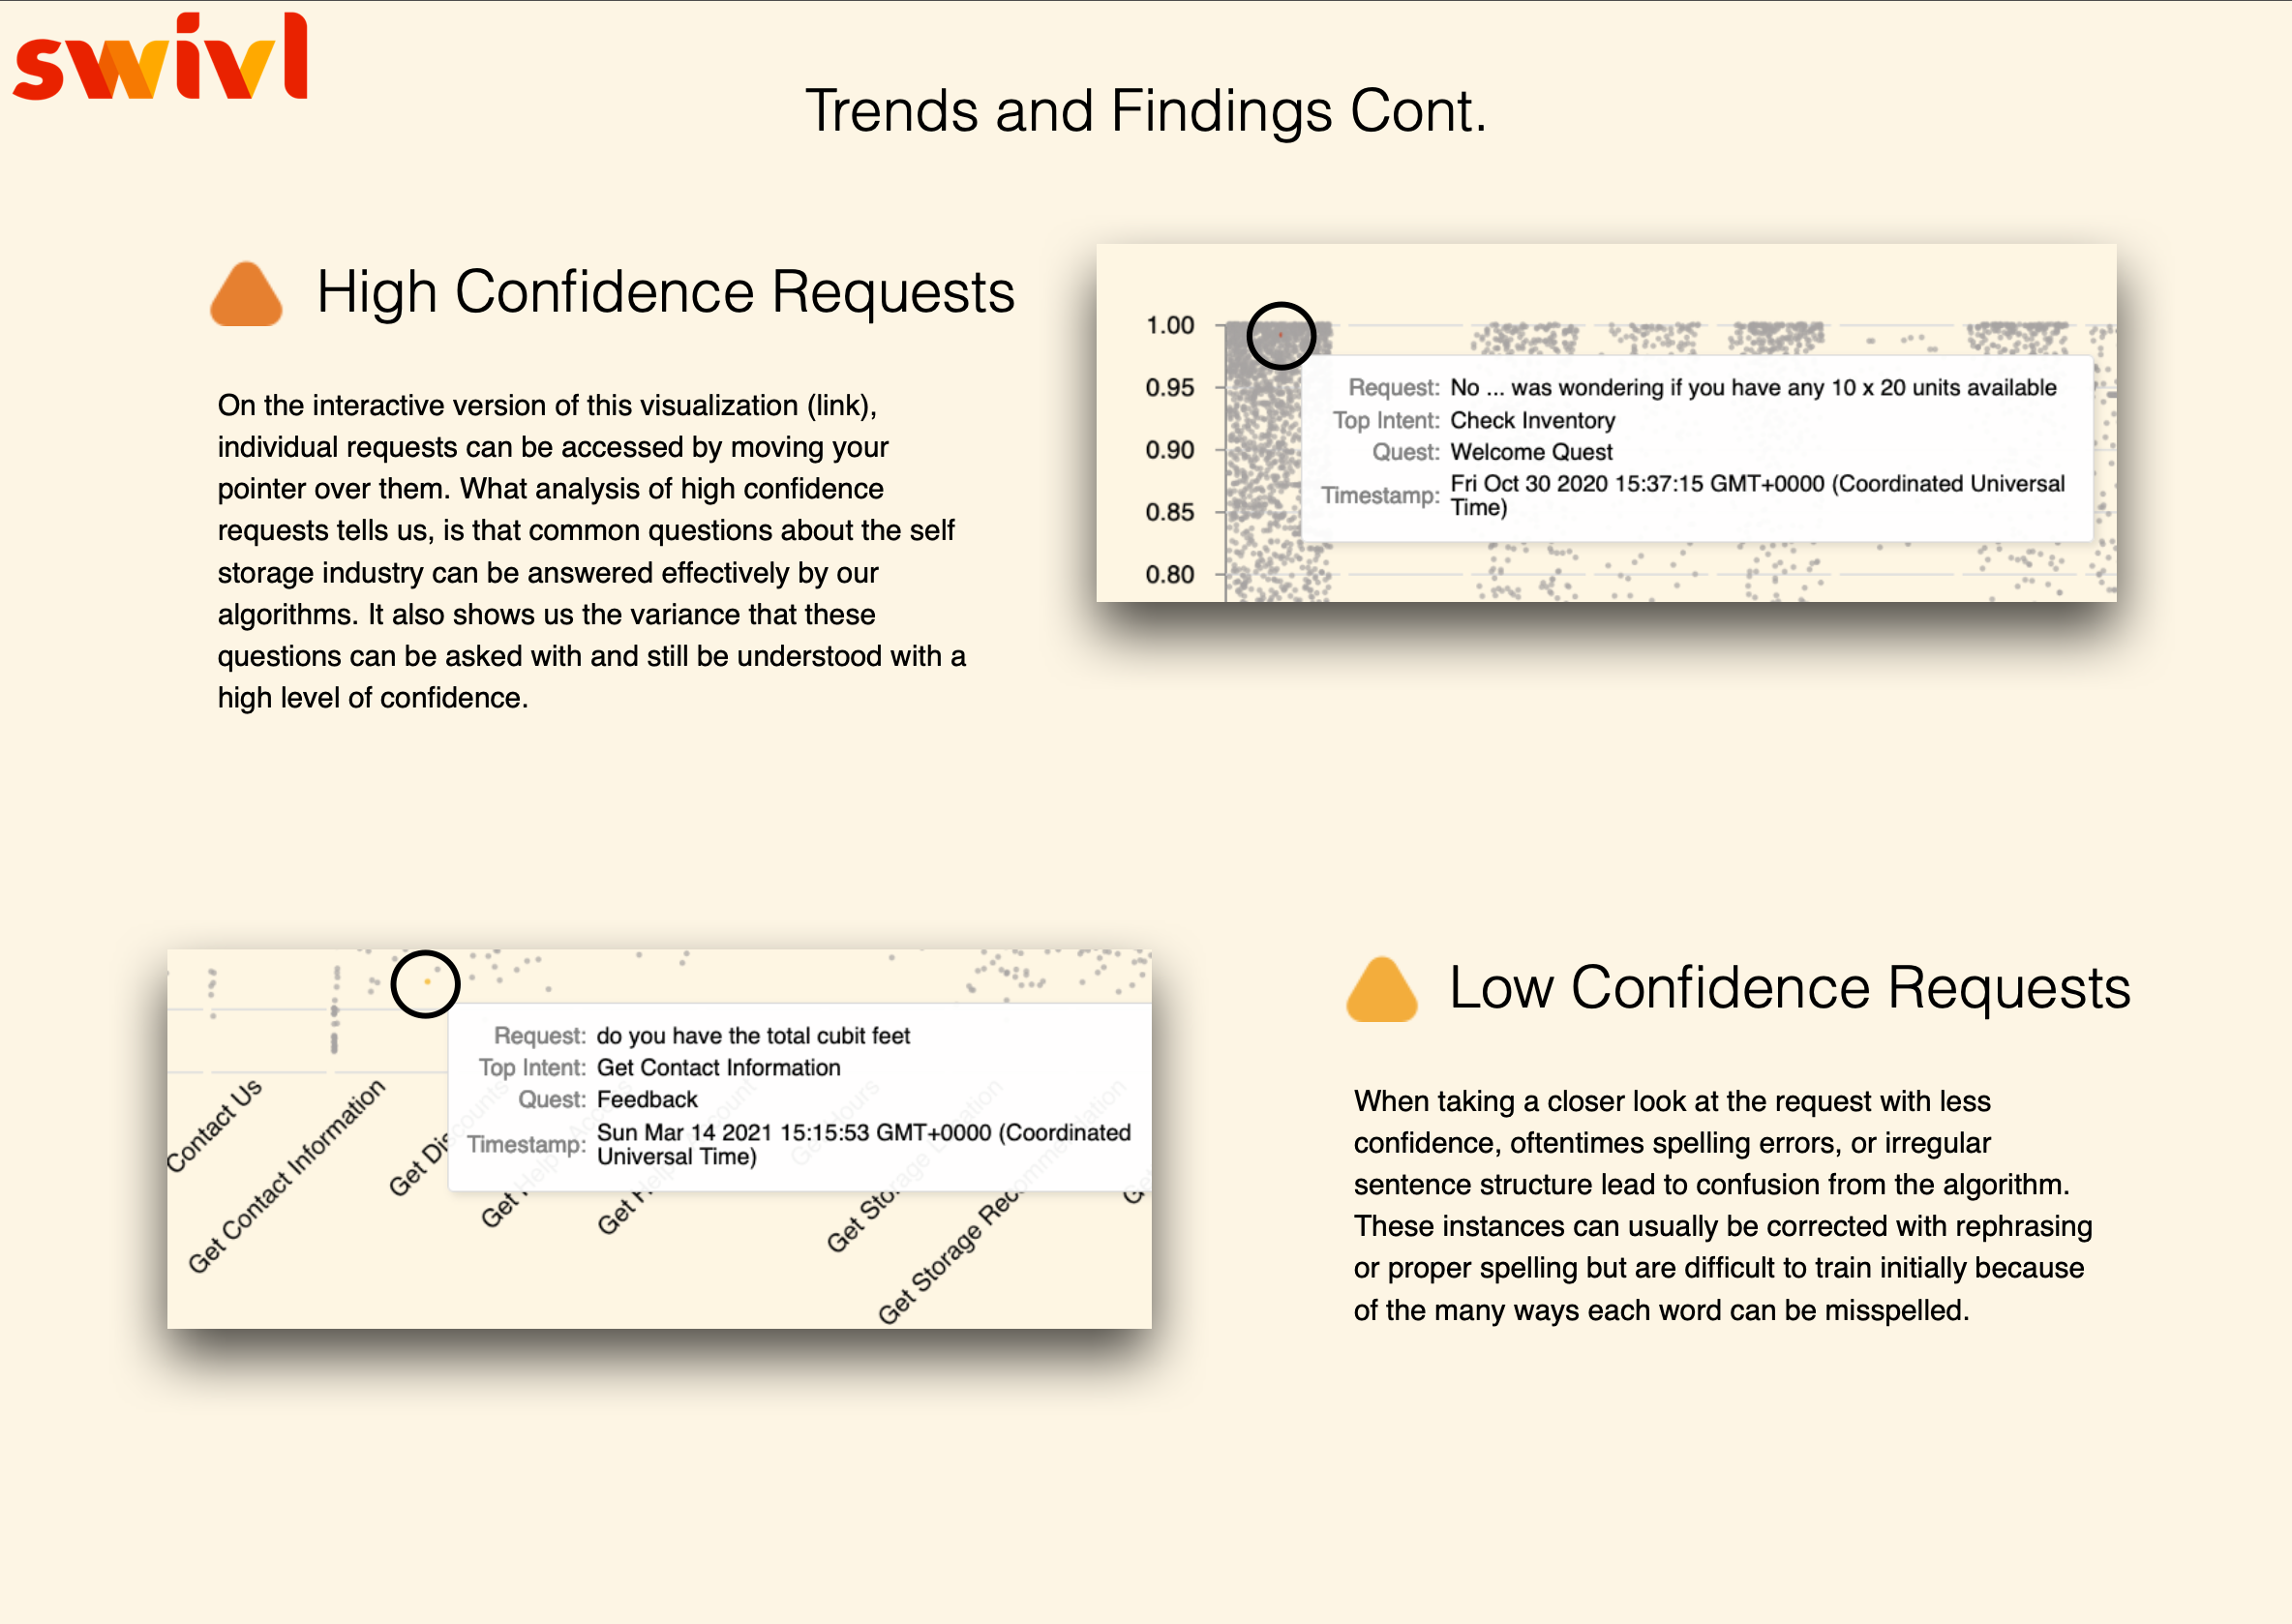 swivl
Trends and Findings Cont.
High Confidence Requests
On the interactive version of this visualization (link),
individual requests can be accessed by moving your
pointer over them. What analysis of high confidence
requests tells us, is that common questions about the self
storage industry can be answered effectively by our
algorithms. It also shows us the variance that these
questions can be asked with and still be understood with a
high level of confidence.
1.00
0.95
0.90
0.85
0.80
Request: No ... was wondering if you have any 10 x 20 units available
Top Intent: Check Inventory
Quest: Welcome Quest
Timestamp: Fri Oct 30 2020 15:37:15 GMT+0000 (Coordinated Universal
Time)
Request: do you have the total cubit feet
Top Intent: Get Contact Information
Quest: Feedback
Timestamp: Sun Mar 14 2021 15:15:53 GMT+0000 (Coordinated
Universal Time)
Contact Us
Get Contact Information
Get Discounts
Get Help Access
Get Help Account
Get Hours
Get Storage Location
Get Storage Recommendation
Low Confidence Requests
When taking a closer look at the request with less
confidence, oftentimes spelling errors, or irregular
sentence structure lead to confusion from the algorithm.
These instances can usually be corrected with rephrasing
or proper spelling but are difficult to train initially because
of the many ways each word can be misspelled.